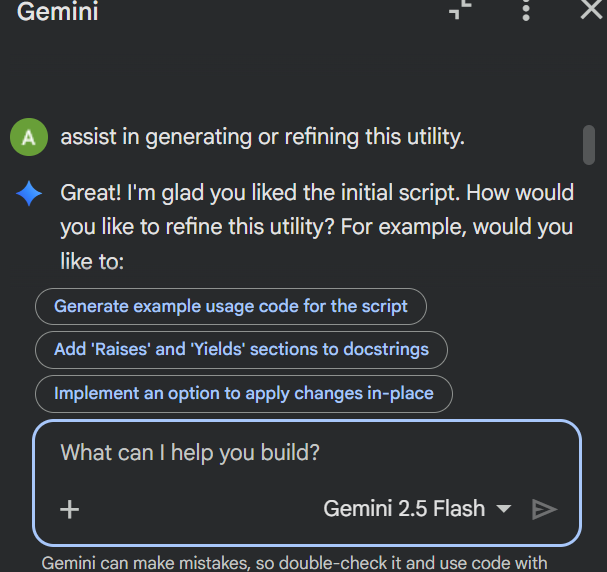 Gemini
A
assist in generating or refining this utility.
Great! I'm glad you liked the initial script. How would
you like to refine this utility? For example, would you
like to:
Generate example usage code for the script
Add 'Raises' and 'Yields' sections to docstrings
Implement an option to apply changes in-place
What can I help you build?
Gemini 2.5 Flash
Gemini can make mistakes, so double-check it and use code with